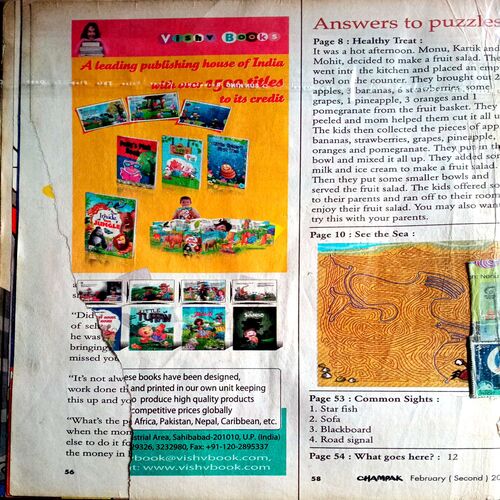 Vishv Books
A leading publishing house of India
with over titles
to its credit
"Did
of sel
he was
bringing
missed you
"It's not alw
work done th
this up and yo
"What's the p
when the mon
else to do it fo
the money in
56
ese books have been designed,
and printed in our own unit keeping
o produce high quality products
competitive prices globally
Africa, Pakistan, Nepal, Caribbean, etc.
strial Area, Sahibabad-201010, U.P. (India)
29326, 3232980, Fax: +91-120-2895337
book@vishvbook.com,
t: www.vishvbook.com
Answers to puzzles
Page 8 : Healthy Treat :
It was a hot afternoon. Monu, Kartik and
Mohit, decided to make a fruit salad. The
went into the kitchen and placed an emp
bowl on the counter. They brought out 2
apples, 3 bananas, 6 strawberries, some
grapes, 1 pineapple, 3 oranges and 1
pomegranate from the fruit basket. They
peeled and mom helped them cut it all u
The kids then collected the pieces of app
bananas, strawberries, grapes, pineapple,
oranges and pomegranate. They put in th
bowl and mixed it all up. They added som
milk and ice cream to make a fruit salad.
Then they put some smaller bowls and
served the fruit salad. The kids offered so
to their parents and ran off to their room
enjoy their fruit salad. You may also wan
try this with your parents.
Page 10 : See the Sea :
Page 53 : Common Sights :
1. Star fish
2. Sofa
3. Blackboard
4. Road signal
Page 54 : What goes here? : 12
58 CHAMPAK February ( Second ) 20